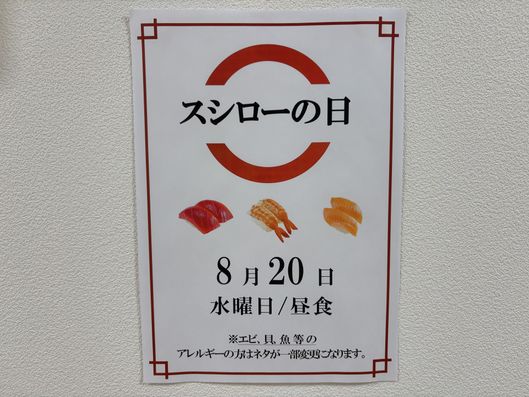 スシローの日
8月20日
水曜日/昼食
※エビ、貝、魚等の
アレルギーの方はネタが一部変更になります。